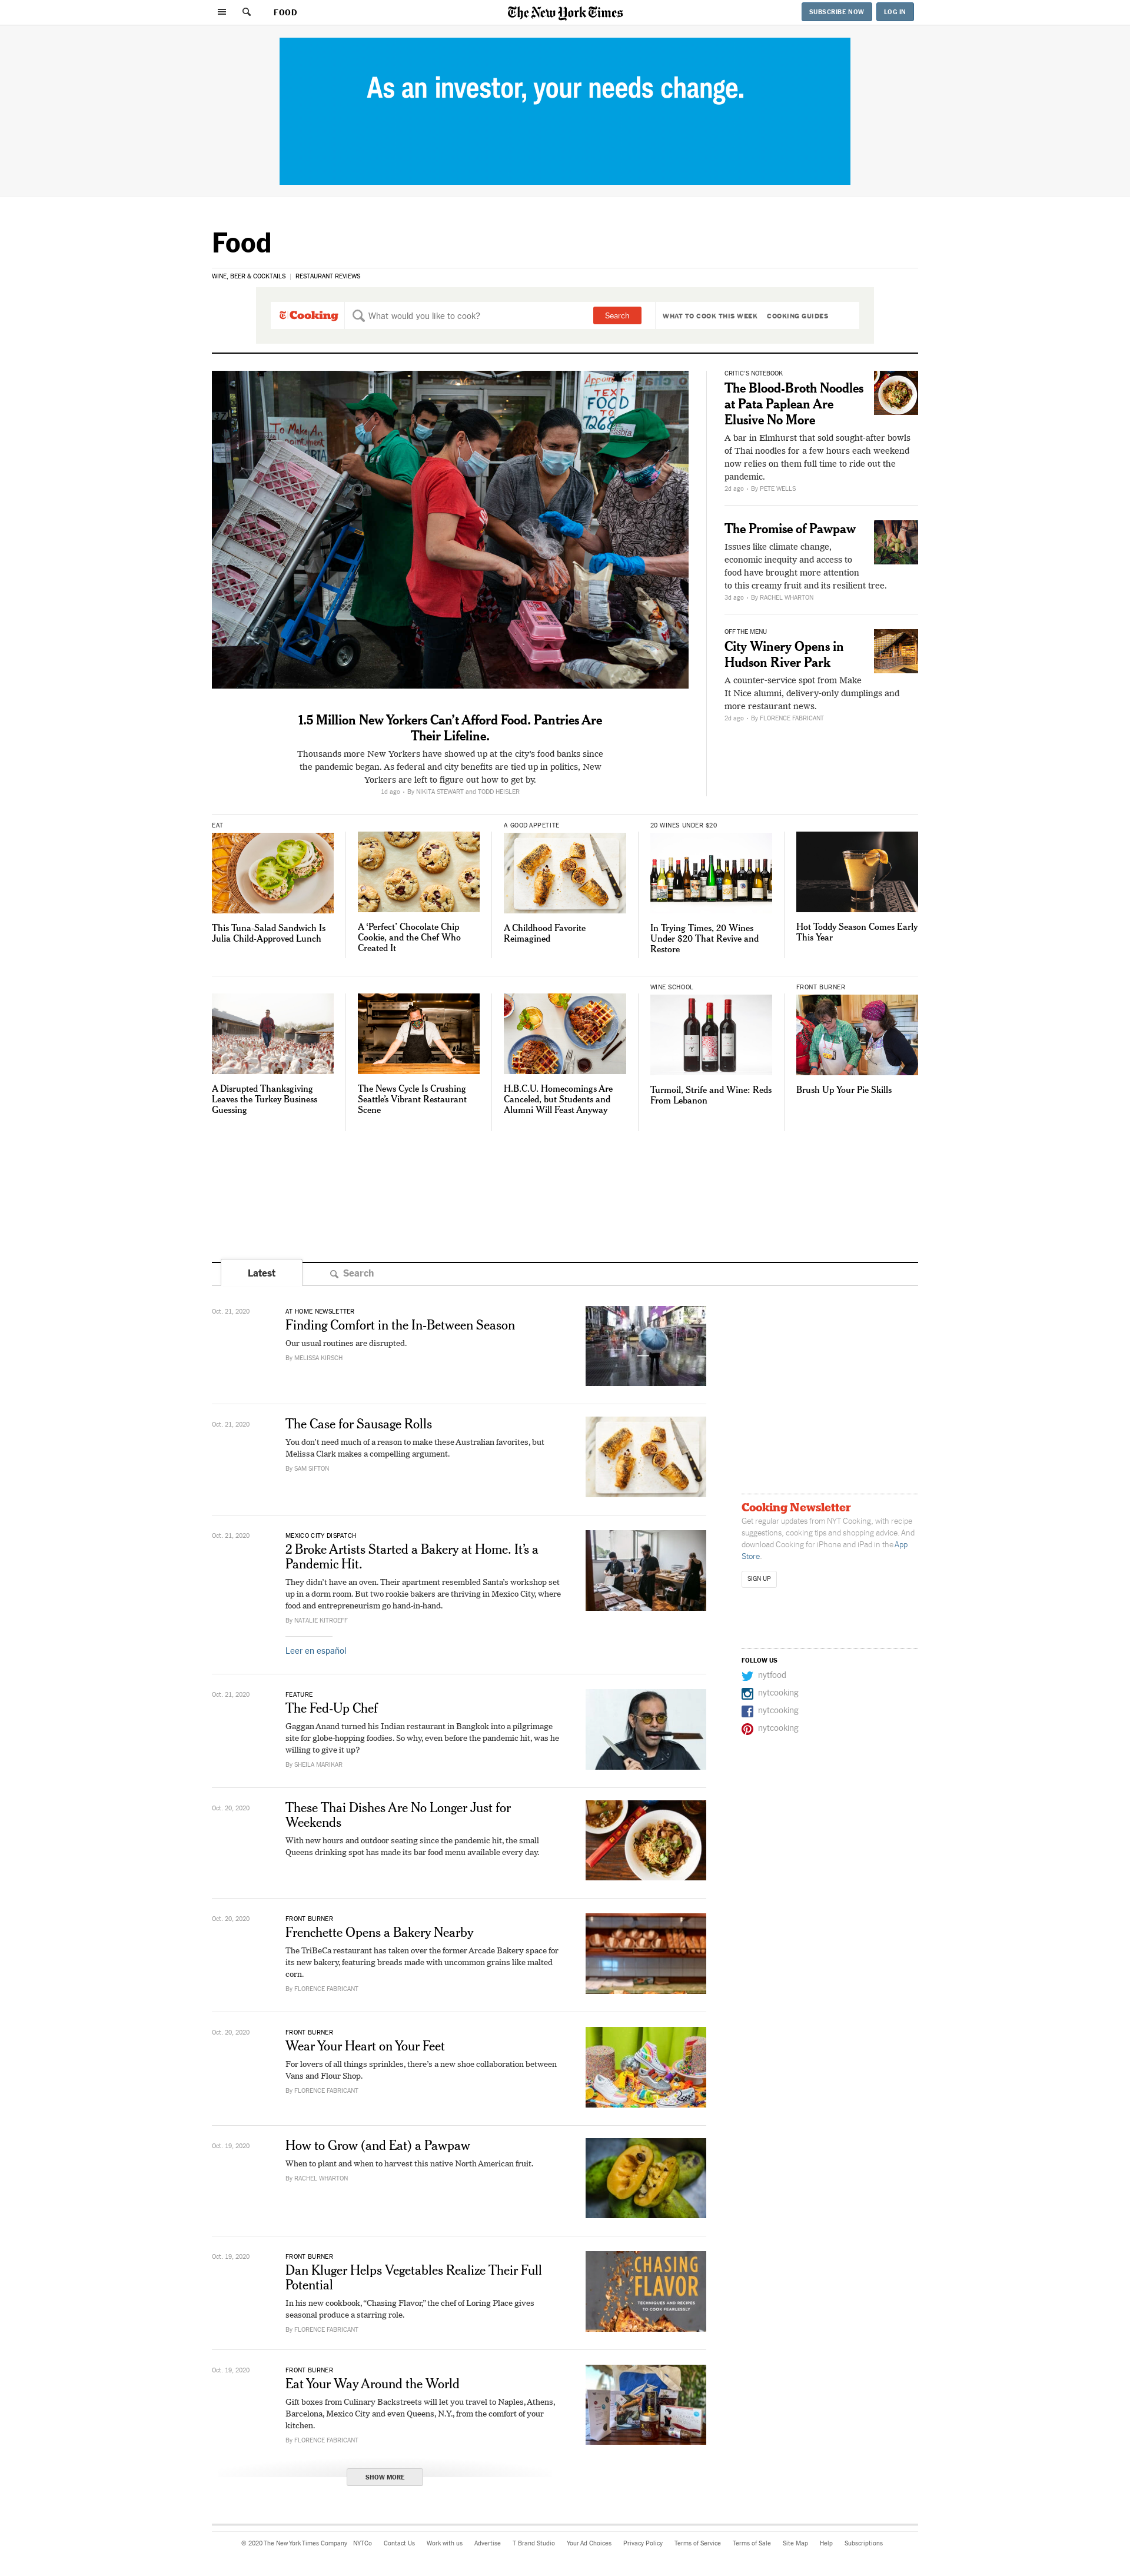 FOOD
The New York Times
SUBSCRIBE NOW
LOG IN
As an investor, your needs change.
Food
WINE, BEER & COCKTAILS
RESTAURANT REVIEWS
Cooking
What would you like to cook?
Search
WHAT TO COOK THIS WEEK
COOKING GUIDES
Appointment
TEXT
FOOD
TO
To Make An
Appointment
CRITIC'S NOTEBOOK
The Blood-Broth Noodles
at Pata Paplean Are
Elusive No More
A bar in Elmhurst that sold sought-after bowls
of Thai noodles for a few hours each weekend
now relies on them full time to ride out the
pandemic.
2d ago • By PETE WELLS
The Promise of Pawpaw
Issues like climate change,
economic inequity and access to
food have brought more attention
to this creamy fruit and its resilient tree.
3d ago • By RACHEL WHARTON
OFF THE MENU
City Winery Opens in
Hudson River Park
A counter-service spot from Make
It Nice alumni, delivery-only dumplings and
more restaurant news.
2d ago • By FLORENCE FABRICANT
1.5 Million New Yorkers Can't Afford Food. Pantries Are
Their Lifeline.
Thousands more New Yorkers have showed up at the city's food banks since
the pandemic began. As federal and city benefits are tied up in politics, New
Yorkers are left to figure out how to get by.
1d ago • By NIKITA STEWART and TODD HEISLER
EAT
This Tuna-Salad Sandwich Is
Julia Child-Approved Lunch
A 'Perfect' Chocolate Chip
Cookie, and the Chef Who
Created It
A GOOD APPETITE
A Childhood Favorite
Reimagined
20 WINES UNDER $20
In Trying Times, 20 Wines
Under $20 That Revive and
Restore
Hot Toddy Season Comes Early
This Year
A Disrupted Thanksgiving
Leaves the Turkey Business
Guessing
The News Cycle Is Crushing
Seattle's Vibrant Restaurant
Scene
H.B.C.U. Homecomings Are
Canceled, but Students and
Alumni Will Feast Anyway
WINE SCHOOL
Turmoil, Strife and Wine: Reds
From Lebanon
FRONT BURNER
Brush Up Your Pie Skills
Latest
Search
Oct. 21, 2020
AT HOME NEWSLETTER
Finding Comfort in the In-Between Season
Our usual routines are disrupted.
By MELISSA KIRSCH
Oct. 21, 2020
The Case for Sausage Rolls
You don't need much of a reason to make these Australian favorites, but
Melissa Clark makes a compelling argument.
By SAM SIFTON
Oct. 21, 2020
MEXICO CITY DISPATCH
2 Broke Artists Started a Bakery at Home. It's a
Pandemic Hit.
They didn't have an oven. Their apartment resembled Santa's workshop set
up in a dorm room. But two rookie bakers are thriving in Mexico City, where
food and entrepreneurism go hand-in-hand.
By NATALIE KITROEFF
Leer en español
Oct. 21, 2020
FEATURE
The Fed-Up Chef
Gaggan Anand turned his Indian restaurant in Bangkok into a pilgrimage
site for globe-hopping foodies. So why, even before the pandemic hit, was he
willing to give it up?
By SHEILA MARIKAR
Oct. 20, 2020
These Thai Dishes Are No Longer Just for
Weekends
With new hours and outdoor seating since the pandemic hit, the small
Queens drinking spot has made its bar food menu available every day.
Oct. 20, 2020
FRONT BURNER
Frenchette Opens a Bakery Nearby
The TriBeCa restaurant has taken over the former Arcade Bakery space for
its new bakery, featuring breads made with uncommon grains like malted
corn.
By FLORENCE FABRICANT
Oct. 20, 2020
FRONT BURNER
Wear Your Heart on Your Feet
For lovers of all things sprinkles, there's a new shoe collaboration between
Vans and Flour Shop.
By FLORENCE FABRICANT
Oct. 19, 2020
How to Grow (and Eat) a Pawpaw
When to plant and when to harvest this native North American fruit.
By RACHEL WHARTON
Oct. 19, 2020
FRONT BURNER
Dan Kluger Helps Vegetables Realize Their Full
Potential
In his new cookbook, “Chasing Flavor,” the chef of Loring Place gives
seasonal produce a starring role.
By FLORENCE FABRICANT
CHASING
FLAVOR
TECHNIQUES AND RECIPES
TO COOK FEARLESSLY
Oct. 19, 2020
FRONT BURNER
Eat Your Way Around the World
Gift boxes from Culinary Backstreets will let you travel to Naples, Athens,
Barcelona, Mexico City and even Queens, N.Y., from the comfort of your
kitchen.
By FLORENCE FABRICANT
SHOW MORE
Cooking Newsletter
Get regular updates from NYT Cooking, with recipe
suggestions, cooking tips and shopping advice. And
download Cooking for iPhone and iPad in the App
Store.
SIGN UP
FOLLOW US
nytfood
nytcooking
nytcooking
nytcooking
© 2020 The New York Times Company
NYTCo
Contact Us
Work with us
Advertise
T Brand Studio
Your Ad Choices
Privacy Policy
Terms of Service
Terms of Sale
Site Map
Help
Subscriptions